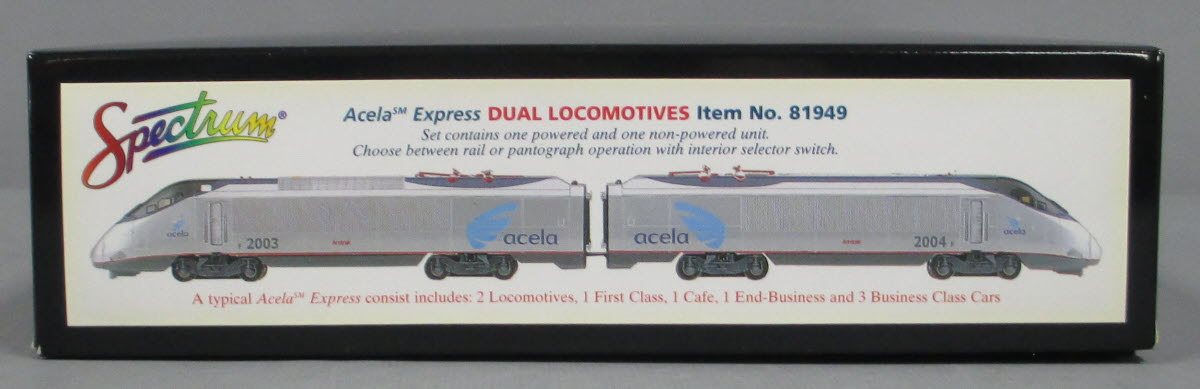 Spectrum®
Acela℠ Express DUAL LOCOMOTIVES Item No. 81949
Set contains one powered and one non-powered unit.
Choose between rail or pantograph operation with interior selector switch.
acela
2003
Amtrak
acela
acela
Amtrak
2004
acela
A typical Acela℠ Express consist includes: 2 Locomotives, 1 First Class, 1 Cafe, 1 End-Business and 3 Business Class Cars